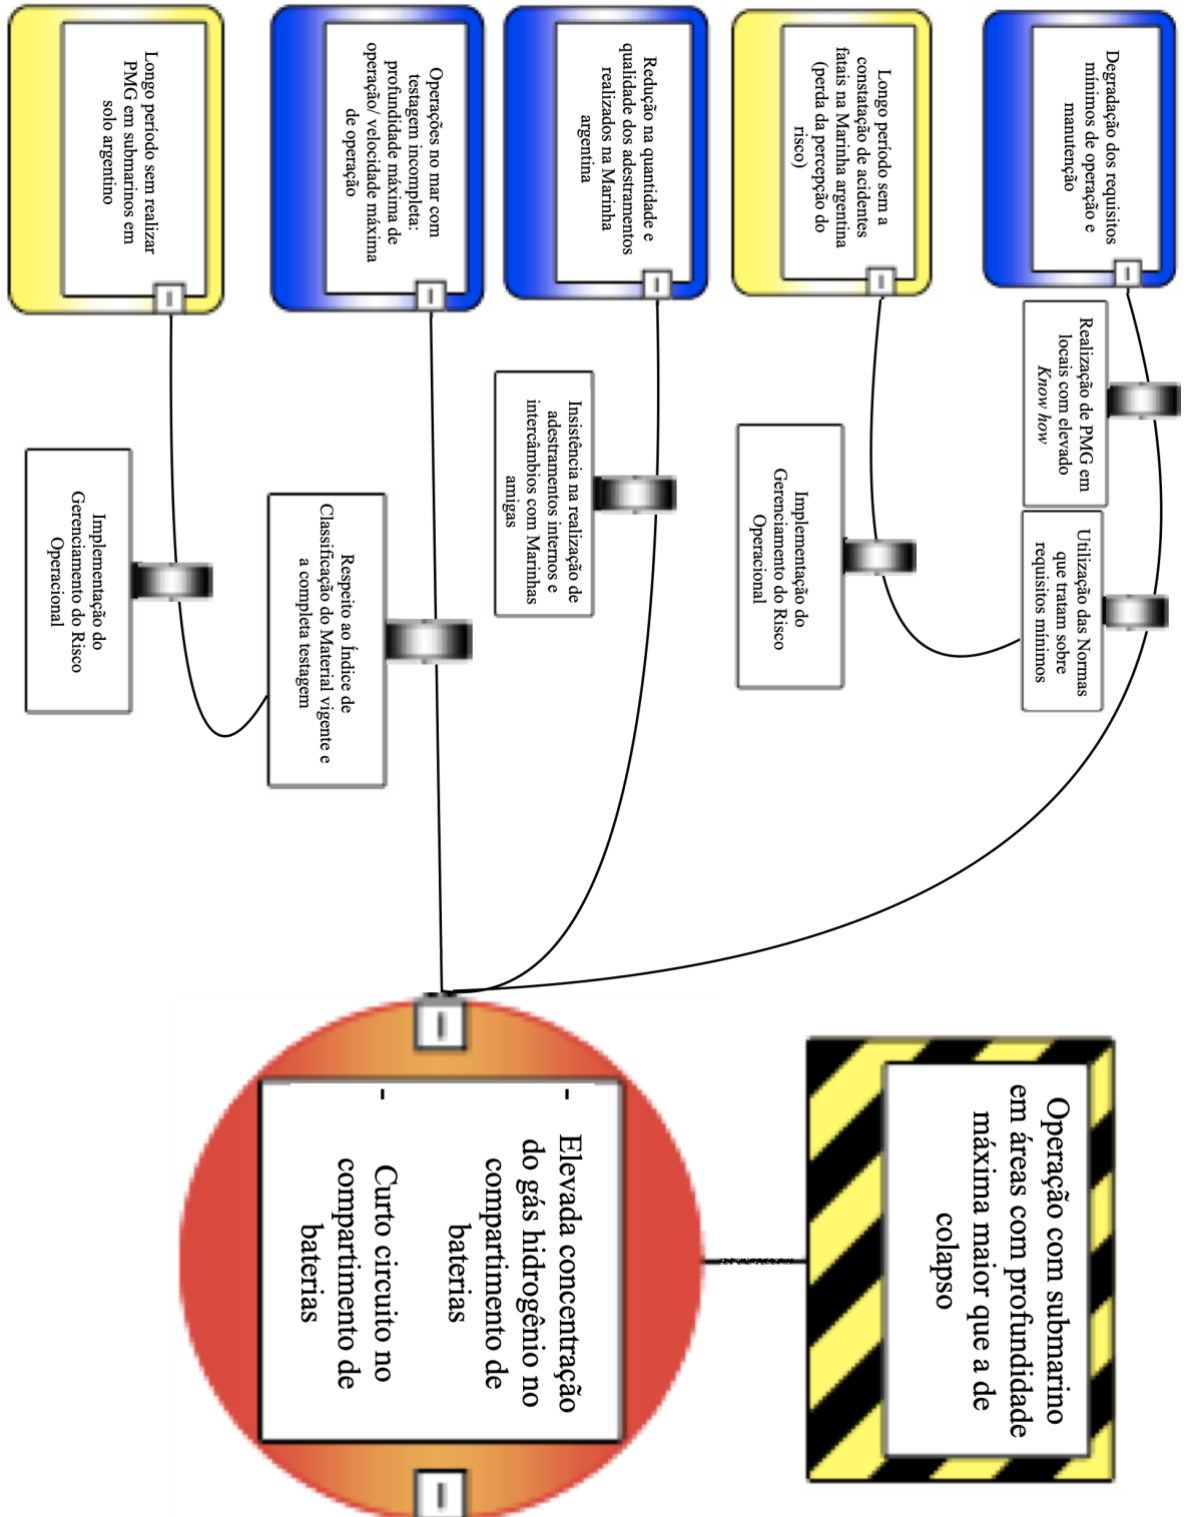 Operação com submarino
em áreas com profundidade
máxima maior que a de
colapso
Degradação dos requisitos
mínimos de operação e
manutenção
Realização de PMG em
locais com elevado
Know how
Utilização das Normas
que tratam sobre
requisitos mínimos
Longo período sem a
constatação de acidentes
fatais na Marinha argentina
(perda da percepção do
risco)
Implementação do
Gerenciamento do Risco
Operacional
Redução na quantidade e
qualidade dos adestramentos
realizados na Marinha
argentina
Insistência na realização de
adestramentos internos e
intercâmbios com Marinhas
amigas
- Elevada concentração
do gás hidrogênio no
compartimento de
baterias
- Curto circuito no
compartimento de
baterias
Operações no mar com
testagem incompleta:
profundidade máxima de
operação/ velocidade máxima
de operação
Respeito ao Índice de
Classificação do Material vigente e
a completa testagem
Longo período sem realizar
PMG em submaninos em
solo argentino
Implementação do
Gerenciamento do Risco
Operacional